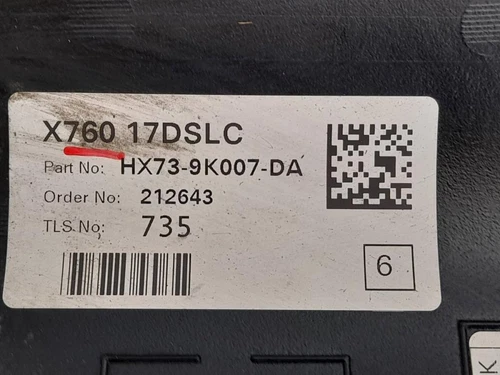 X760 17DSLC
Part No: HX73-9K007-DA
Order No: 212643
TLS No: 735
6
K